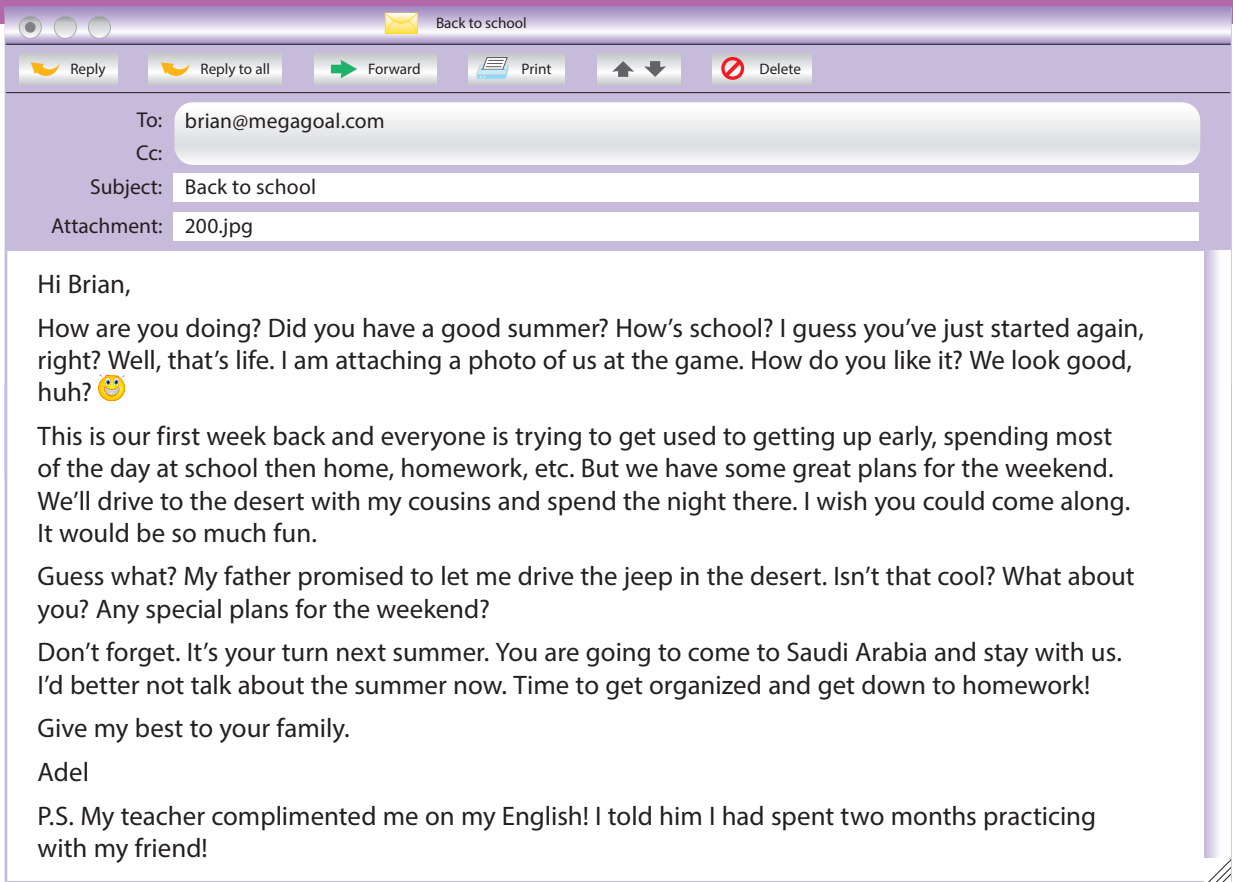 Back to school
Reply
Reply to all
Forward
Print
Delete
To: brian@megagoal.com
Cc:
Subject: Back to school
Attachment: 200.jpg
Hi Brian,
How are you doing? Did you have a good summer? How's school? I guess you've just started again,
right? Well, that's life. I am attaching a photo of us at the game. How do you like it? We look good,
huh?
This is our first week back and everyone is trying to get used to getting up early, spending most
of the day at school then home, homework, etc. But we have some great plans for the weekend.
We'll drive to the desert with my cousins and spend the night there. I wish you could come along.
It would be so much fun.
Guess what? My father promised to let me drive the jeep in the desert. Isn't that cool? What about
you? Any special plans for the weekend?
Don't forget. It's your turn next summer. You are going to come to Saudi Arabia and stay with us.
I'd better not talk about the summer now. Time to get organized and get down to homework!
Give my best to your family.
Adel
P.S. My teacher complimented me on my English! I told him I had spent two months practicing
with my friend!